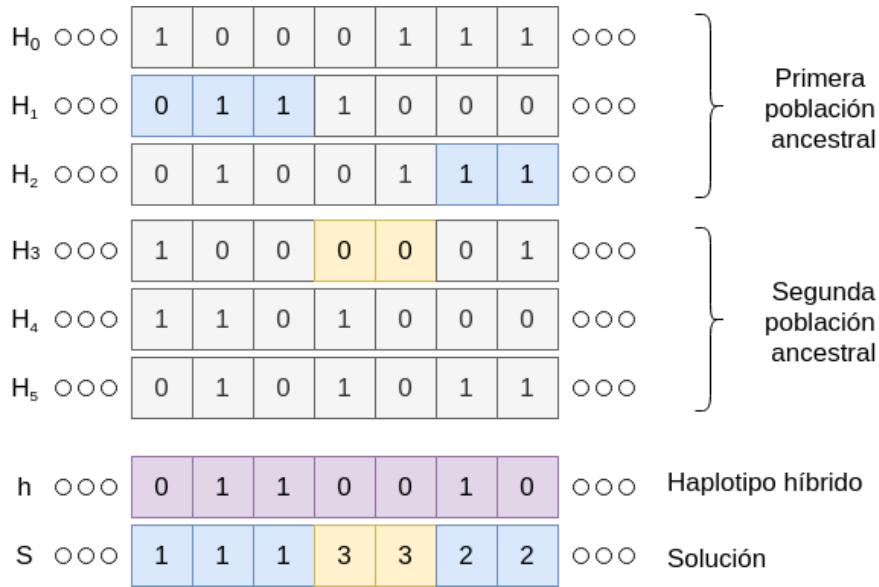 H₀ 1 0 0 0 1 1 1
H₁ 0 1 1 1 0 0 0
H₂ 0 1 0 0 1 1 1
Primera
población
ancestral
H3 1 0 0 0 0 0 1
H₄ 1 1 0 1 0 0 0
H₅ 0 1 0 1 0 1 1
Segunda
población
ancestral
h 0 1 1 0 0 1 0 Haplotipo híbrido
S 1 1 1 3 3 2 2 Solución